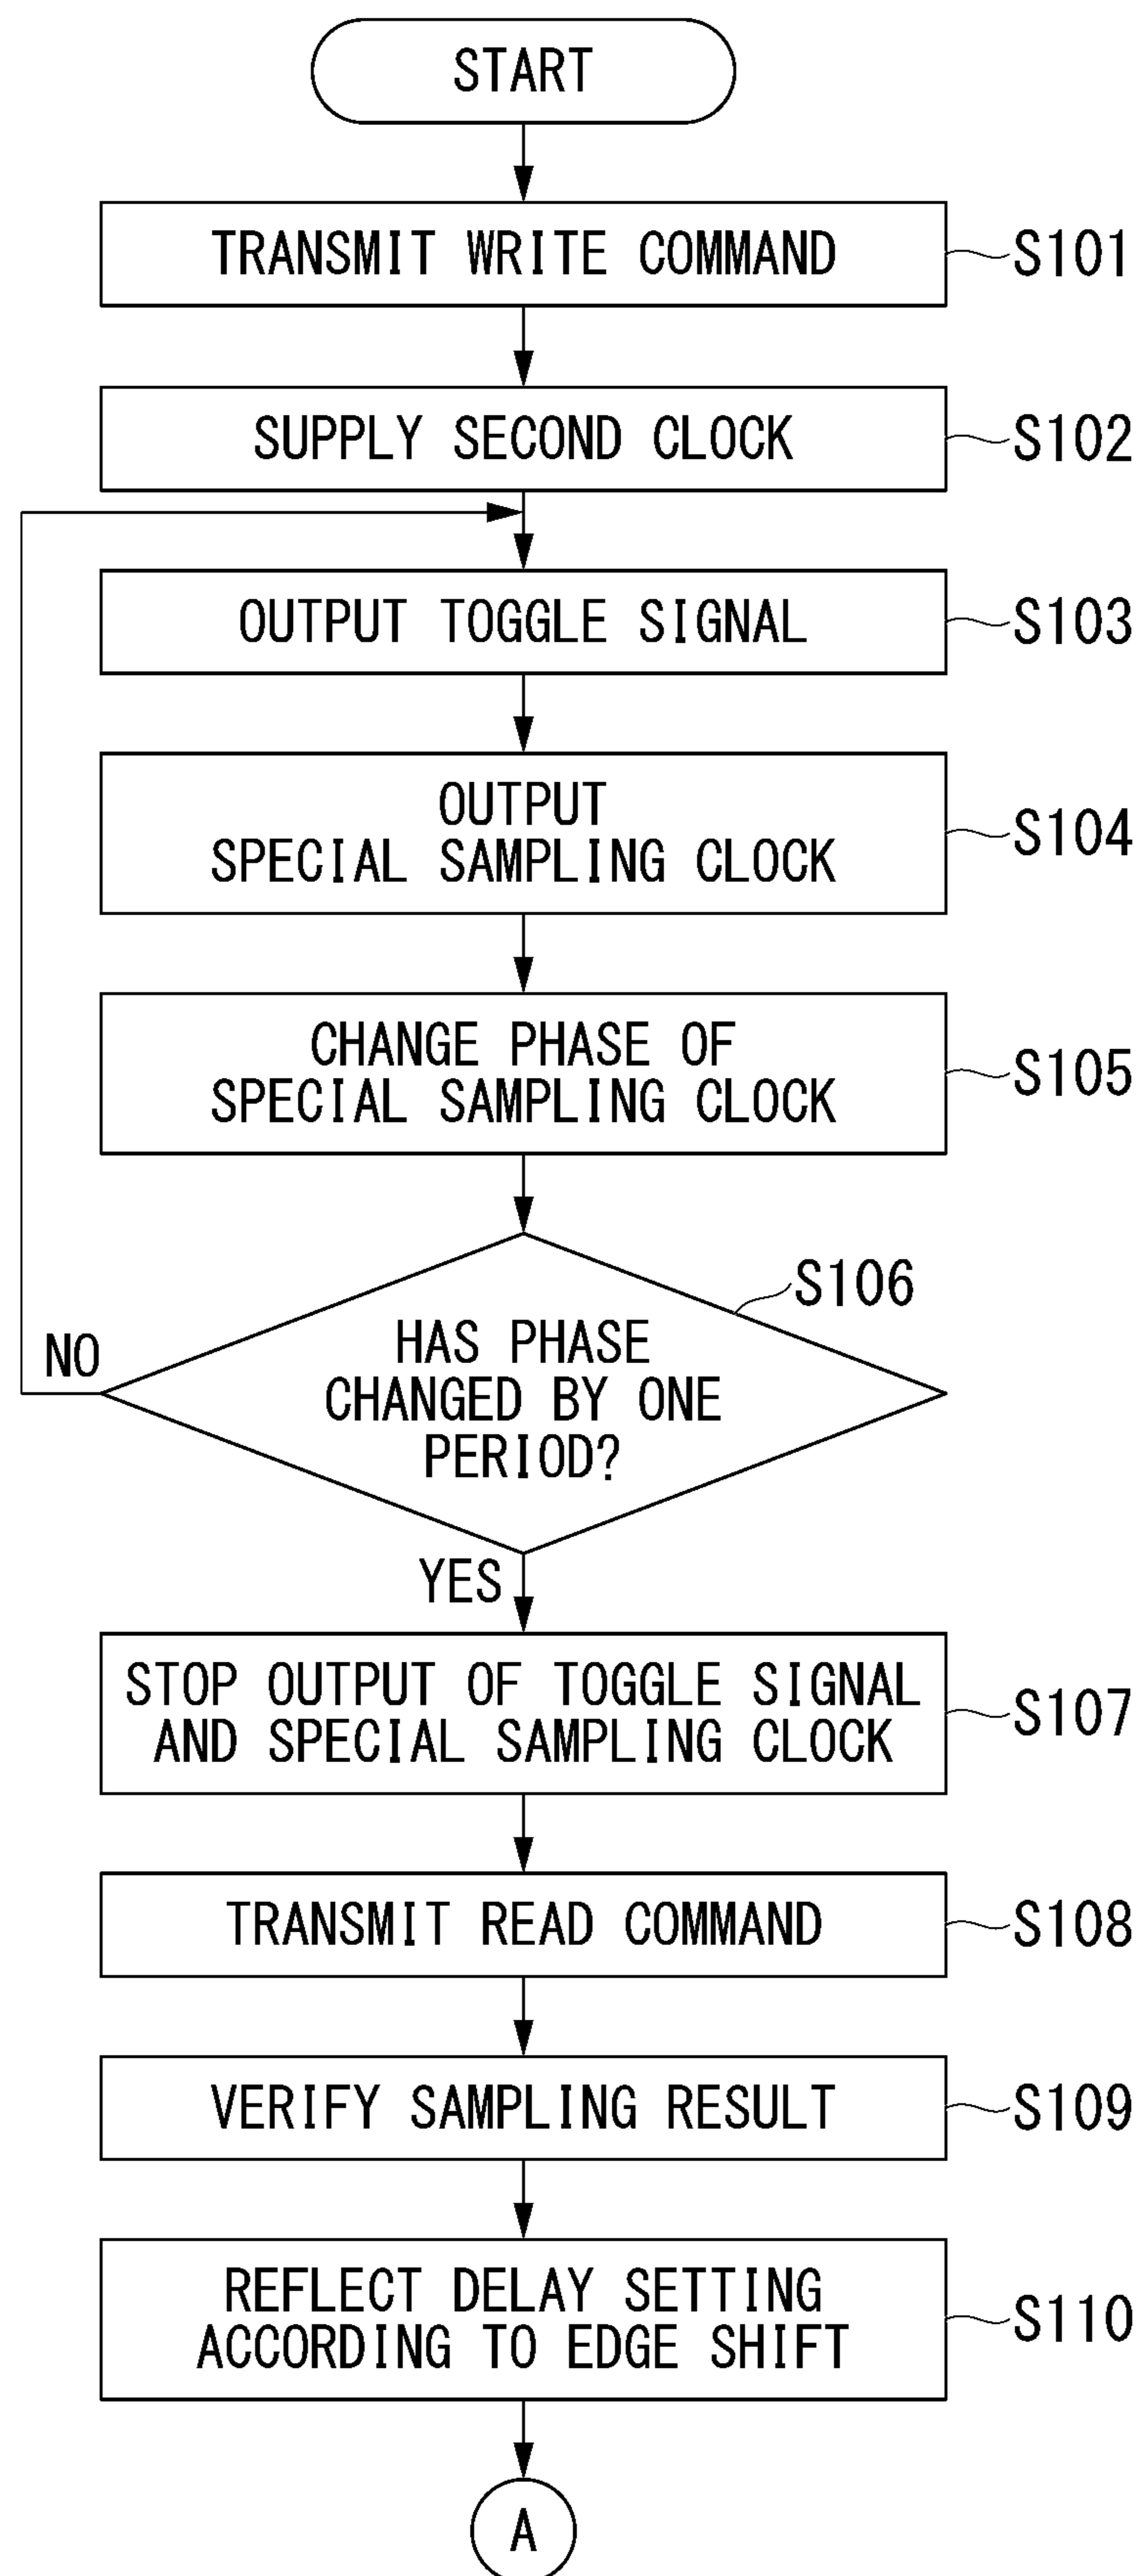 START
TRANSMIT WRITE COMMAND
S101
SUPPLY SECOND CLOCK
S102
OUTPUT TOGGLE SIGNAL
S103
OUTPUT
SPECIAL SAMPLING CLOCK
S104
CHANGE PHASE OF
SPECIAL SAMPLING CLOCK
S105
S106
HAS PHASE
CHANGED BY ONE
PERIOD?
NO
YES
STOP OUTPUT OF TOGGLE SIGNAL
AND SPECIAL SAMPLING CLOCK
S107
TRANSMIT READ COMMAND
S108
VERIFY SAMPLING RESULT
S109
REFLECT DELAY SETTING
ACCORDING TO EDGE SHIFT
S110
A